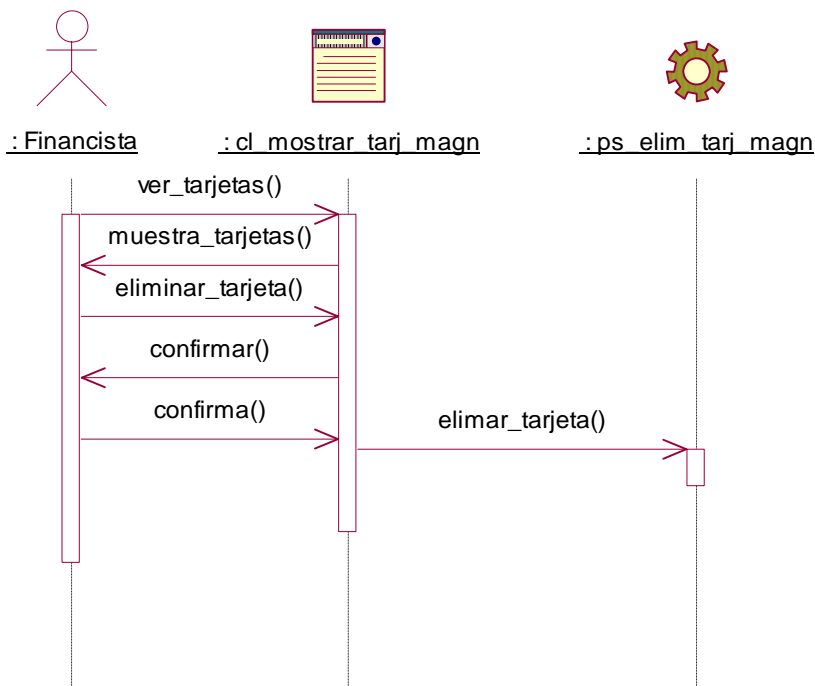 : Financista
: cl_mostrar_tarj_magn
: ps_elim_tarj_magn
ver_tarjetas()
muestra_tarjetas()
eliminar_tarjeta()
confirmar()
confirma()
elimar_tarjeta()